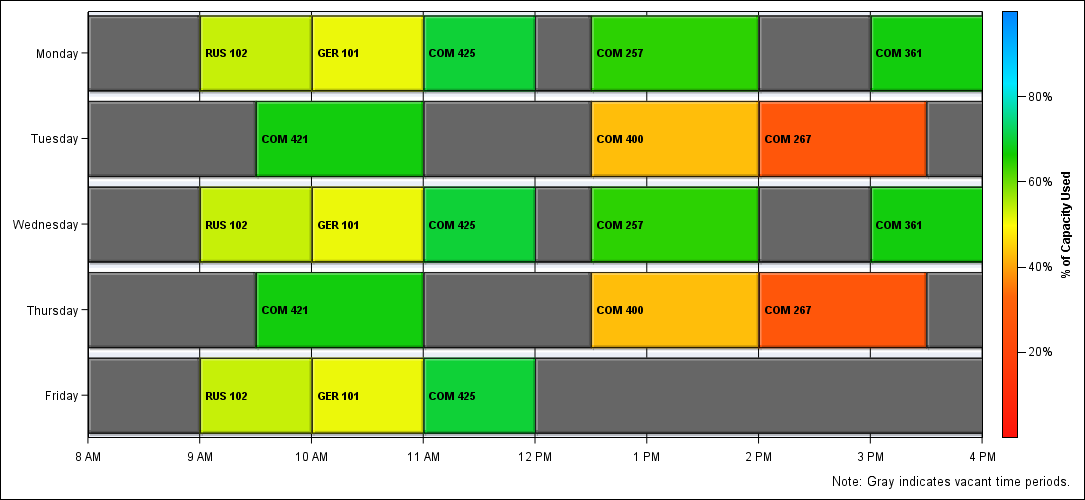 Monday
RUS 102
GER 101
COM 425
COM 257
COM 361
80%
Tuesday
COM 421
COM 400
COM 267
60%
Wednesday
RUS 102
GER 101
COM 425
COM 257
COM 361
% of Capacity Used
40%
Thursday
COM 421
COM 400
COM 267
20%
Friday
RUS 102
GER 101
COM 425
8 AM
9 AM
10 AM
11 AM
12 PM
1 PM
2 PM
3 PM
4 PM
Note: Gray indicates vacant time periods.